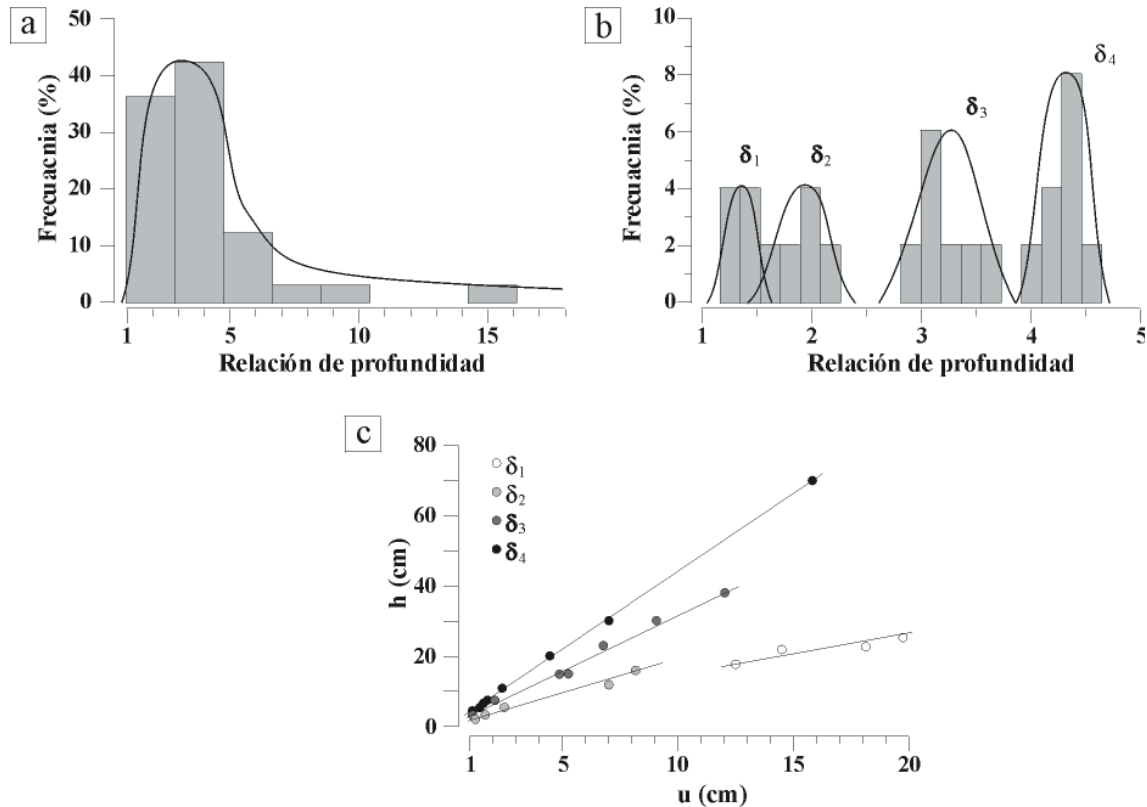 a
50
40
30
20
10
0
Frecuacnia (%)
1
5
10
15
Relación de profundidad
b
10
8
6
4
2
0
Frecuacnia (%)
δ1
δ2
δ3
δ4
1
2
3
4
5
Relación de profundidad
c
80
60
40
20
0
h (cm)
δ1
δ2
δ3
δ4
1
5
10
15
20
u (cm)